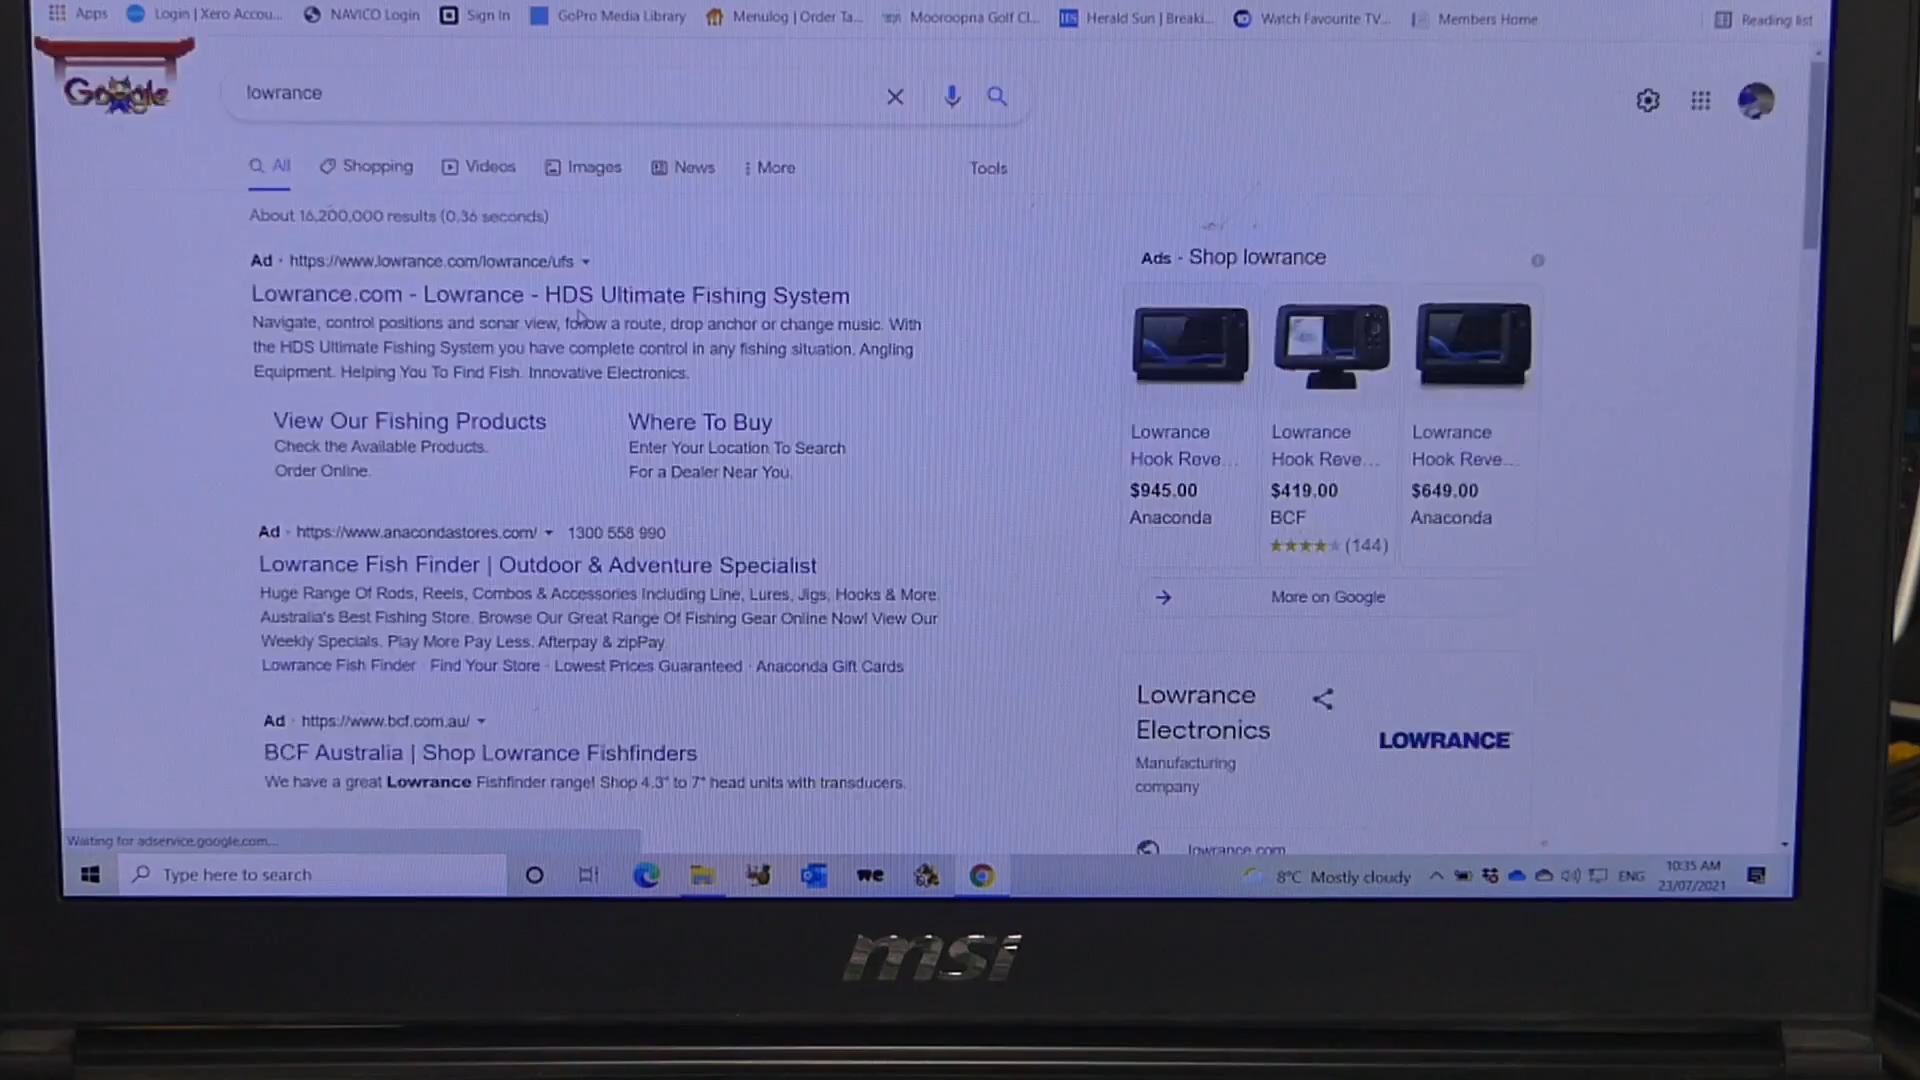 Apps Login | Xero Accou... NAVICO Login Sign In GoPro Media Library Menulog | Order Ta... Mooroopna Golf Cl... Herald Sun | Breaki... Watch Favourite TV... Members Home Reading list
Google lowrance
All Shopping Videos Images News More Tools
About 16,200,000 results (0.36 seconds)
Ad · https://www.lowrance.com/lowrance/ufs
Lowrance.com - Lowrance - HDS Ultimate Fishing System
Navigate, control positions and sonar view, follow a route, drop anchor or change music. With
the HDS Ultimate Fishing System you have complete control in any fishing situation. Angling
Equipment. Helping You To Find Fish. Innovative Electronics.
View Our Fishing Products
Check the Available Products.
Order Online.
Where To Buy
Enter Your Location To Search
For a Dealer Near You.
Ad · https://www.anacondastores.com/ 1300 558 990
Lowrance Fish Finder | Outdoor & Adventure Specialist
Huge Range Of Rods, Reels, Combos & Accessories Including Line, Lures, Jigs, Hooks & More.
Australia's Best Fishing Store. Browse Our Great Range Of Fishing Gear Online Now! View Our
Weekly Specials. Play More Pay Less. Afterpay & zipPay
Lowrance Fish Finder · Find Your Store · Lowest Prices Guaranteed · Anaconda Gift Cards
Ad · https://www.bcf.com.au/
BCF Australia | Shop Lowrance Fishfinders
We have a great Lowrance Fishfinder range! Shop 4.3" to 7" head units with transducers.
Ads - Shop lowrance
Lowrance
Hook Reve...
$945.00
Anaconda
Lowrance
Hook Reve...
$419.00
BCF
(144)
Lowrance
Hook Reve...
$649.00
Anaconda
More on Google
Lowrance
Electronics
Manufacturing
company
LOWRANCE
lowrance.com
Waiting for adservice.google.com...
Type here to search we 8°C Mostly cloudy ENG 10:35 AM
23/07/2021
msi